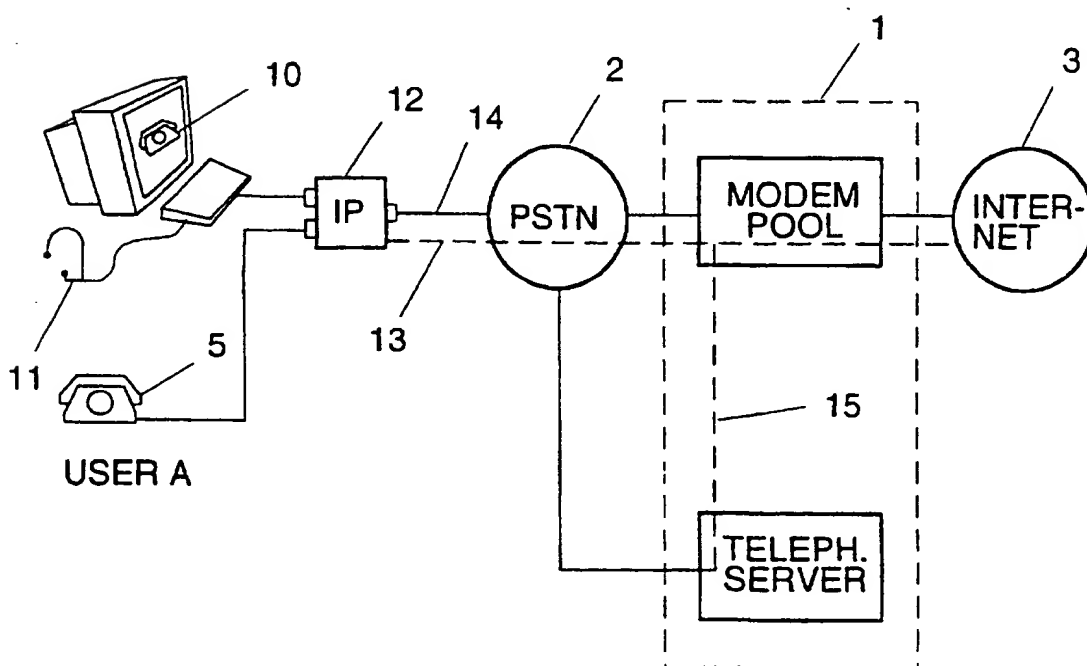 1
2
3
10
12
14
IP
PSTN
MODEM
POOL
INTER-
NET
11
5
13
15
USER A
TELEPH.
SERVER